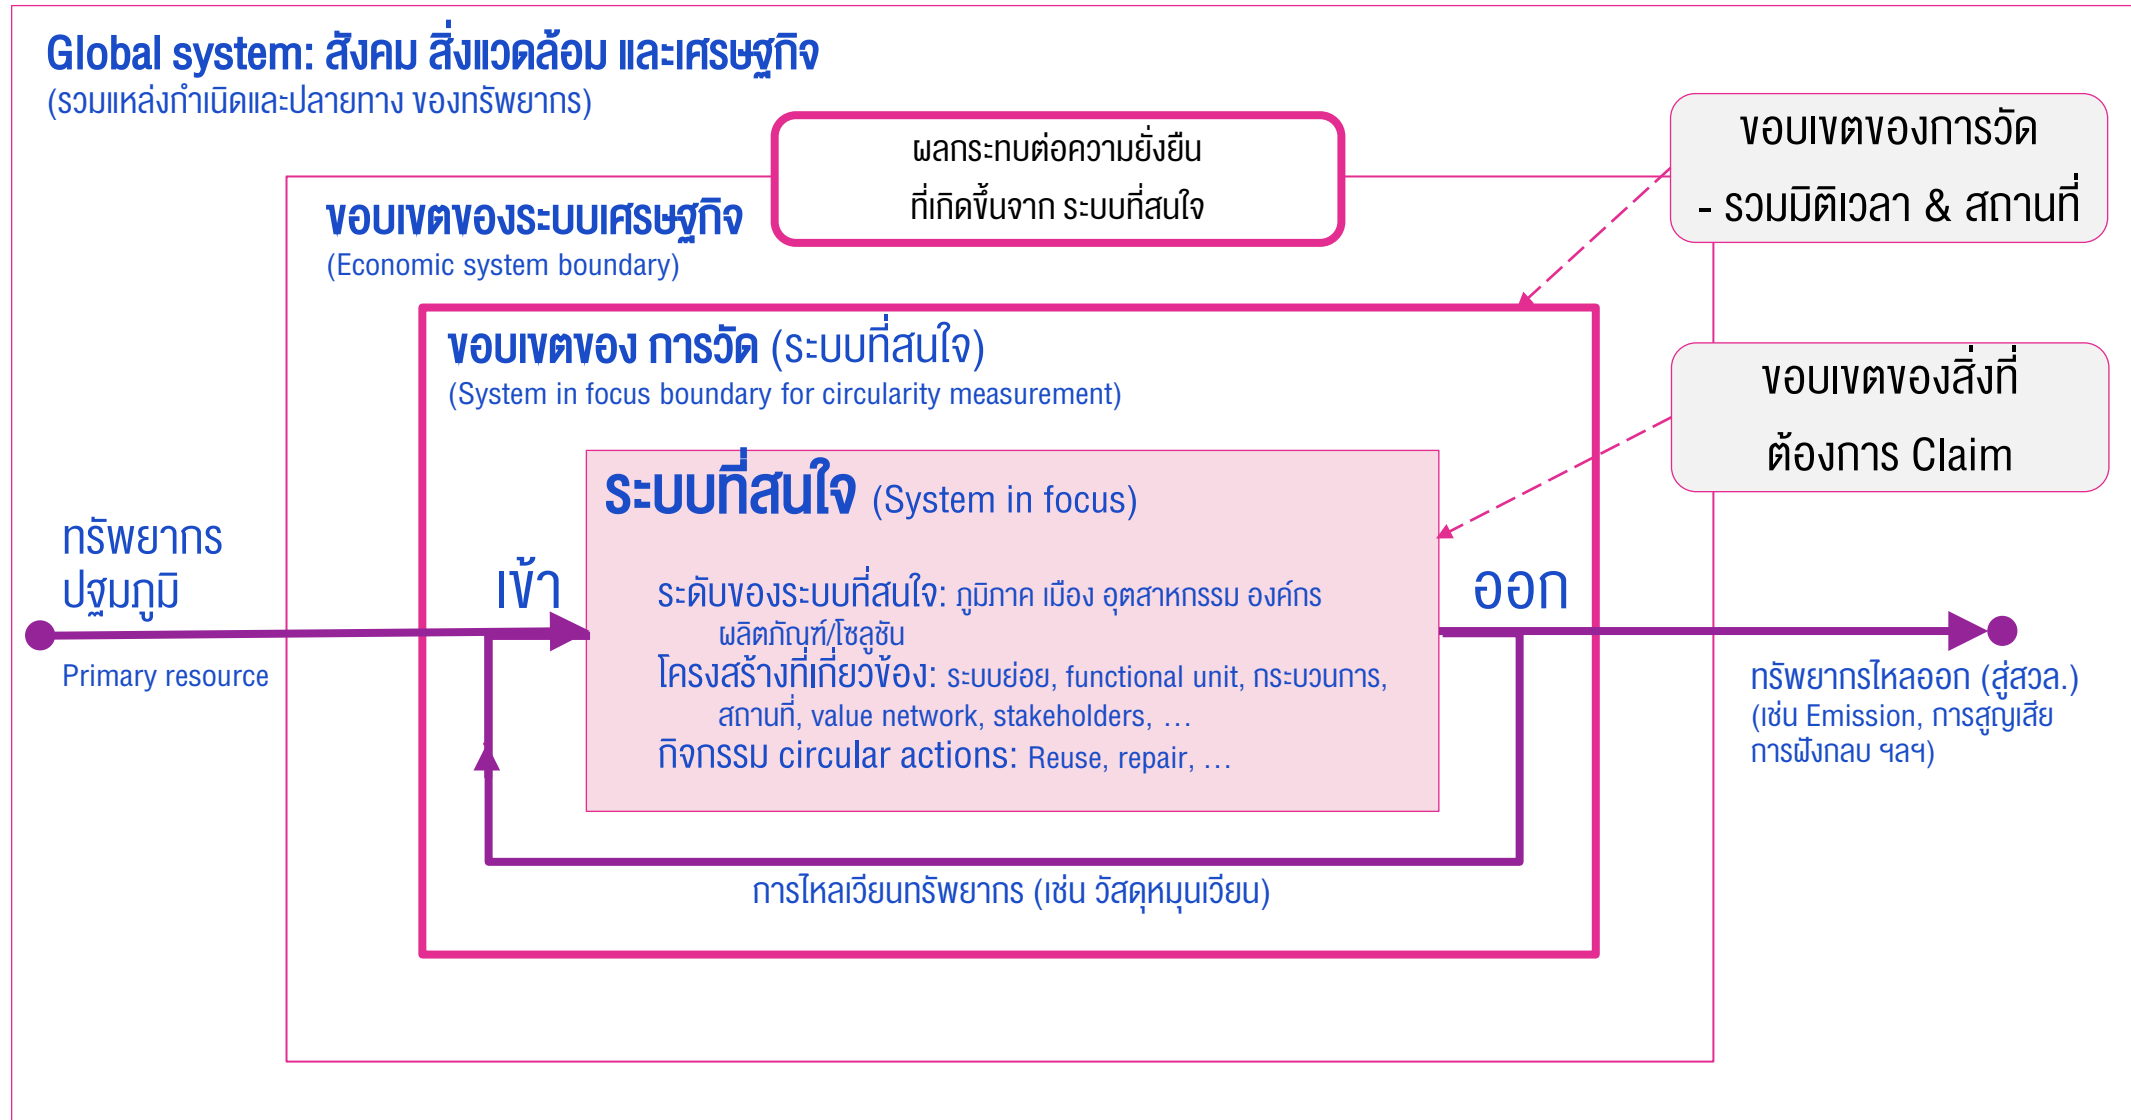 Global system: สังคม สิ่งแวดล้อม และเศรษฐกิจ
(รวมแหล่งกำเนิดและปลายทาง ของทรัพยากร)
ผลกระทบต่อความยั่งยืน
ที่เกิดขึ้นจาก ระบบที่สนใจ
ขอบเขตของการวัด
- รวมมิติเวลา & สถานที่
ขอบเขตของระบบเศรษฐกิจ
(Economic system boundary)
ขอบเขตของ การวัด (ระบบที่สนใจ)
(System in focus boundary for circularity measurement)
ขอบเขตของสิ่งที่
ต้องการ Claim
ระบบที่สนใจ (System in focus)
ทรัพยากร
ปฐมภูมิ
Primary resource
เข้า
ระดับของระบบที่สนใจ: ภูมิภาค เมือง อุตสาหกรรม องค์กร
ผลิตภัณฑ์/โซลูชัน
โครงสร้างที่เกี่ยวข้อง: ระบบย่อย, functional unit, กระบวนการ,
สถานที่, value network, stakeholders, …
กิจกรรม circular actions: Reuse, repair, …
ออก
ทรัพยากรไหลออก (สู่สวล.)
(เช่น Emission, การสูญเสีย
การฝังกลบ ฯลฯ)
การไหลเวียนทรัพยากร (เช่น วัสดุหมุนเวียน)